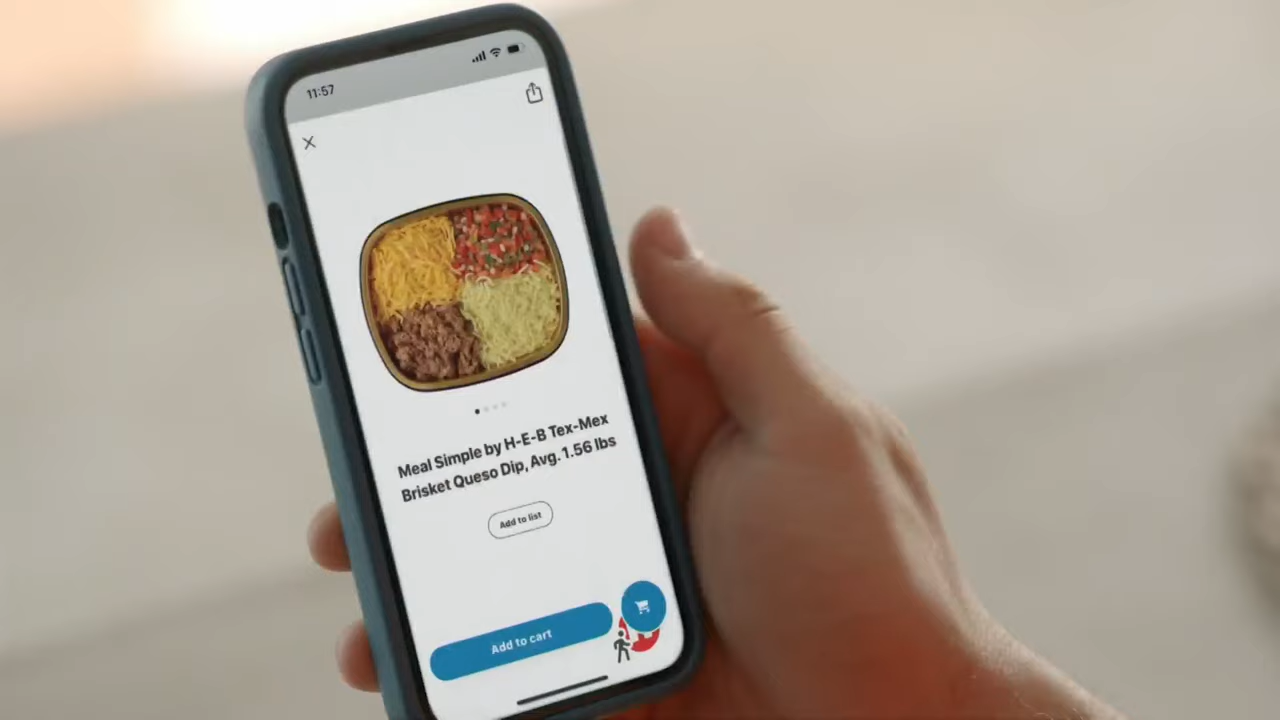 11:57
Meal Simple by H-E-B Tex-Mex
Brisket Queso Dip, Avg. 1.56 lbs
Add to list
Add to cart